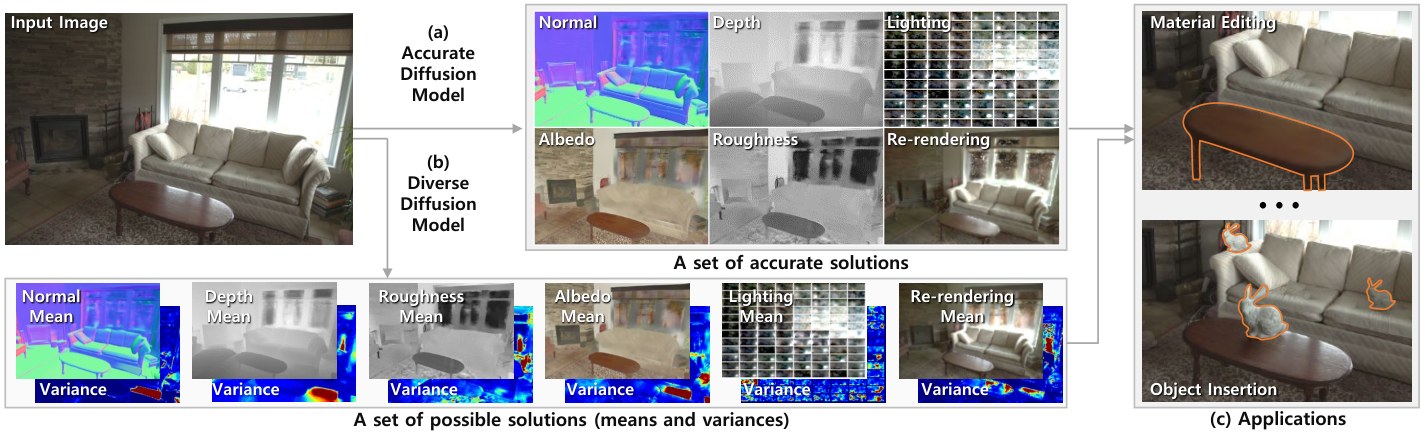 Input Image
(a)
Accurate
Diffusion
Model
(b)
Diverse
Diffusion
Model
Normal
Depth
Lighting
Albedo
Roughness
Re-rendering
A set of accurate solutions
Normal
Mean
Variance
Depth
Mean
Variance
Roughness
Mean
Variance
Albedo
Mean
Variance
Lighting
Mean
Variance
Re-rendering
Mean
Variance
A set of possible solutions (means and variances)
Material Editing
• • •
Object Insertion
(c) Applications